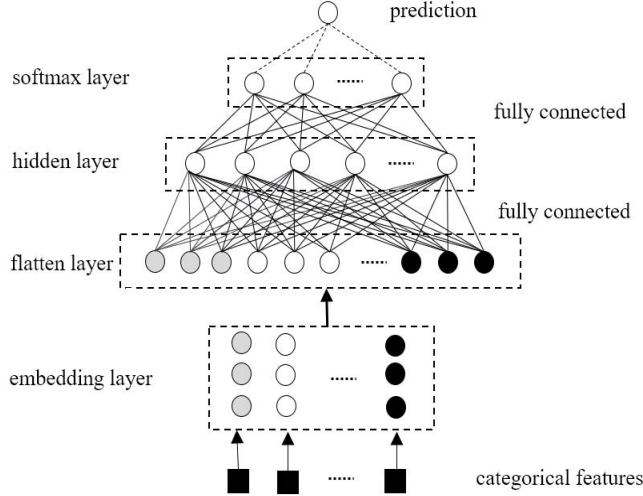 prediction
softmax layer
fully connected
hidden layer
fully connected
flatten layer
embedding layer
categorical features